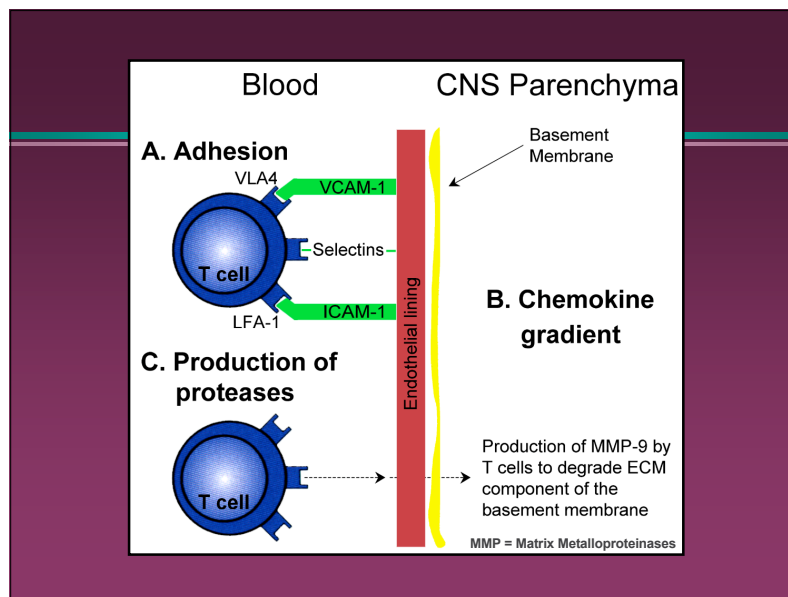 Blood
CNS Parenchyma
A. Adhesion
VLA4
VCAM-1
T cell
Selectins
LFA-1
ICAM-1
Endothelial lining
Basement
Membrane
B. Chemokine
gradient
C. Production of
proteases
T cell
Production of MMP-9 by
T cells to degrade ECM
component of the
basement membrane
MMP = Matrix Metalloproteinases